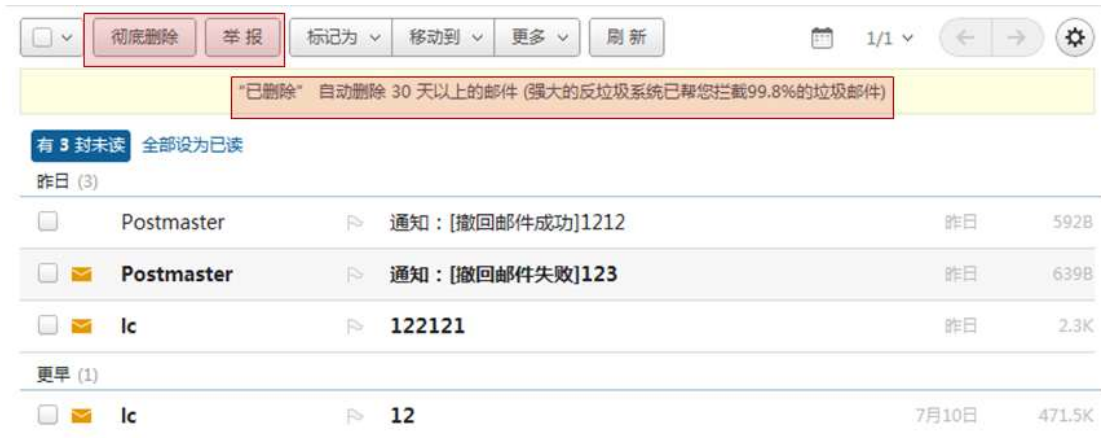 彻底删除 举 报 标记为 移动到 更多 刷 新 1/1
"已删除" 自动删除 30 天以上的邮件 (强大的反垃圾系统已帮您拦截99.8%的垃圾邮件)
有 3 封未读 全部设为已读
昨日 (3)
Postmaster 通知：[撤回邮件成功]1212 昨日 592B
Postmaster 通知：[撤回邮件失败]123 昨日 639B
lc 122121 昨日 2.3K
更早 (1)
lc 12 7月10日 471.5K